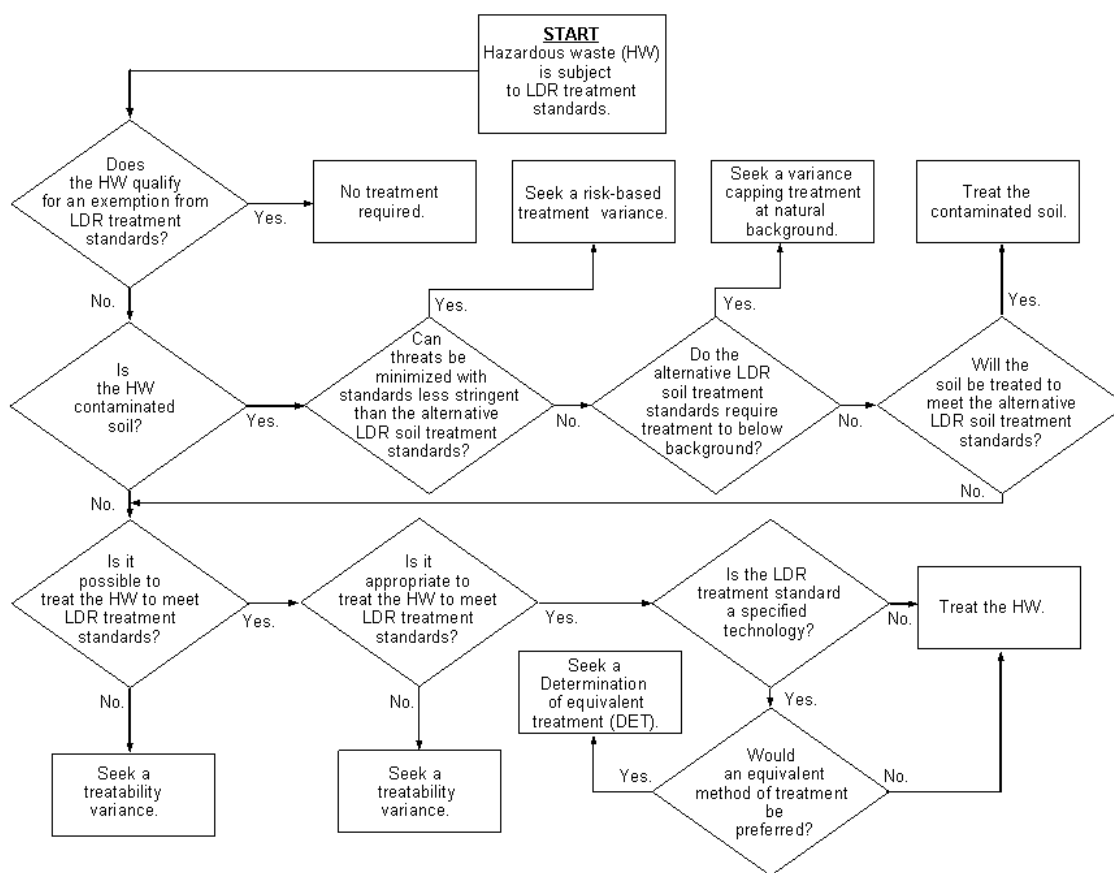 START
Hazardous waste (HW)
is subject
to LDR treatment
standards.
Does
the HW qualify
for an exemption from
LDR treatment
standards?
Yes.
No treatment
required.
Seek a risk-based
treatment variance.
Seek a variance
capping treatment
at natural
background.
Treat the
contaminated soil.
No.
Yes.
Yes.
Yes.
Is
the HW
contaminated
soil?
Yes.
Can
threats be
minimized with
standards less stringent
than the alternative
LDR soil treatment
standards?
No.
Do the
alternative LDR
soil treatment
standards require
treatment to below
background?
No.
Will the
soil be treated to
meet the alternative
LDR soil treatment
standards?
No.
No.
Is it
possible to
treat the HW to meet
LDR treatment
standards?
Yes.
Is it
appropriate to
treat the HW to meet
LDR treatment
standards?
Yes.
Is the LDR
treatment standard
a specified
technology?
No.
Treat the HW.
No.
No.
Seek a
Determination
of equivalent
treatment (DET).
Yes.
Seek a
treatability
variance.
Seek a
treatability
variance.
Yes.
Would
an equivalent
method of treatment
be
preferred?
No.